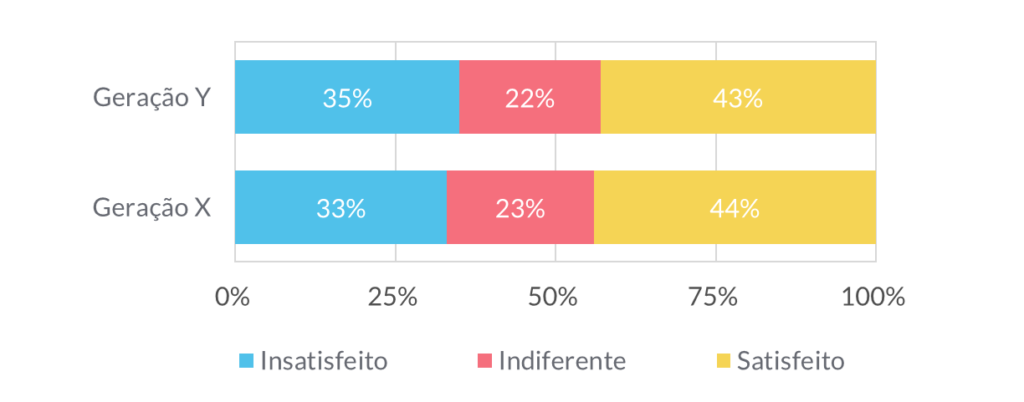 Geração Y
35% 22% 43%
Geração X
33% 23% 44%
0% 25% 50% 75% 100%
Insatisfeito Indiferente Satisfeito